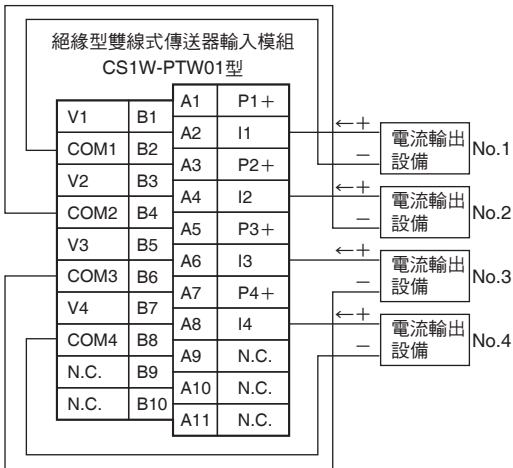 絕緣型雙線式傳送器輸入模組
CS1W-PTW01型
V1 B1
COM1 B2
V2 B3
COM2 B4
V3 B5
COM3 B6
V4 B7
COM4 B8
N.C. B9
N.C. B10
A1 P1+
A2 I1
A3 P2+
A4 I2
A5 P3+
A6 I3
A7 P4+
A8 I4
A9 N.C.
A10 N.C.
A11 N.C.
←+
−
電流輸出
設備
No.1
←+
−
電流輸出
設備
No.2
←+
−
電流輸出
設備
No.3
←+
−
電流輸出
設備
No.4